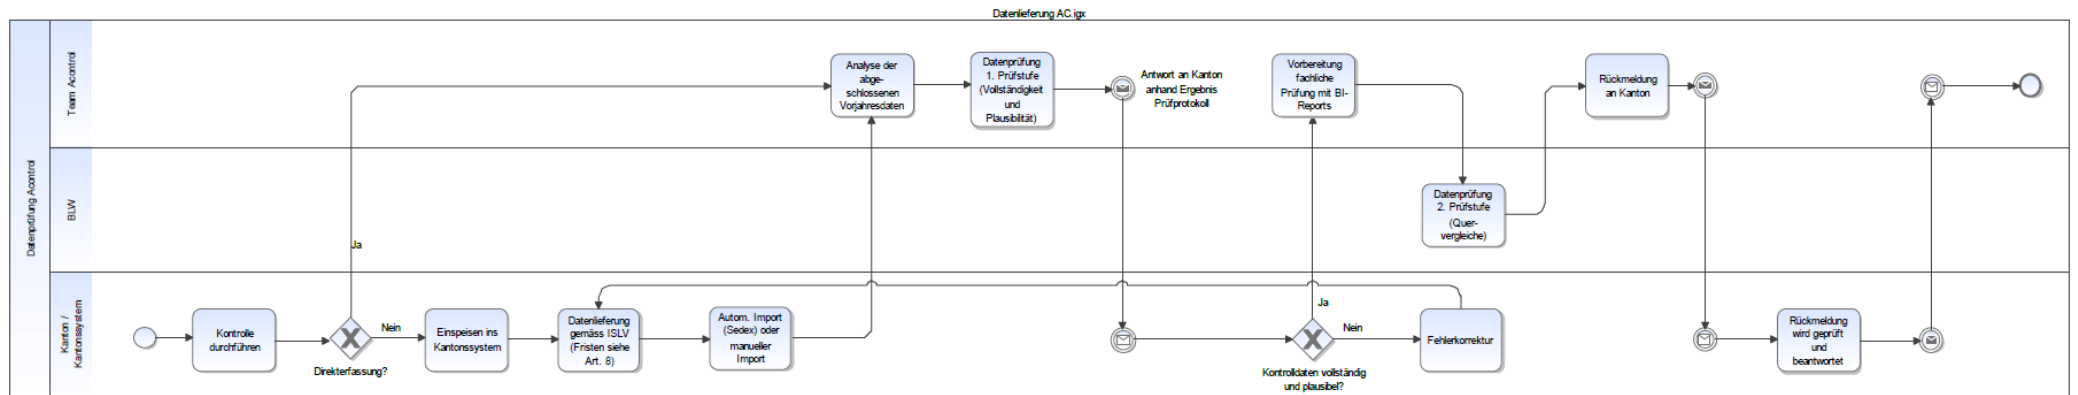 Datenlieferung AC.igx
Datenprüfung Acontrol
Team Acontrol
Analyse der
abge-
schlossenen
Vorjahresdaten
Datenprüfung
1. Prüfstufe
(Vollständigkeit
und
Plausibilität)
Antwort an Kanton
anhand Ergebnis
Prüfprotokoll
Vorbereitung
fachliche
Prüfung mit BI-
Reports
Rückmeldung
an Kanton
BLW
Datenprüfung
2. Prüfstufe
(Quer-
vergleiche)
Kanton /
Kantonssystem
Kontrolle
durchführen
Ja
Direkterfassung?
Nein
Einspeisen ins
Kantonssystem
Datenlieferung
gemäss ISLV
(Fristen siehe
Art. 8)
Autom. Import
(Sedex) oder
manueller
Import
Ja
Kontrolldaten vollständig
und plausibel?
Nein
Fehlerkorrektur
Rückmeldung
wird geprüft
und
beantwortet